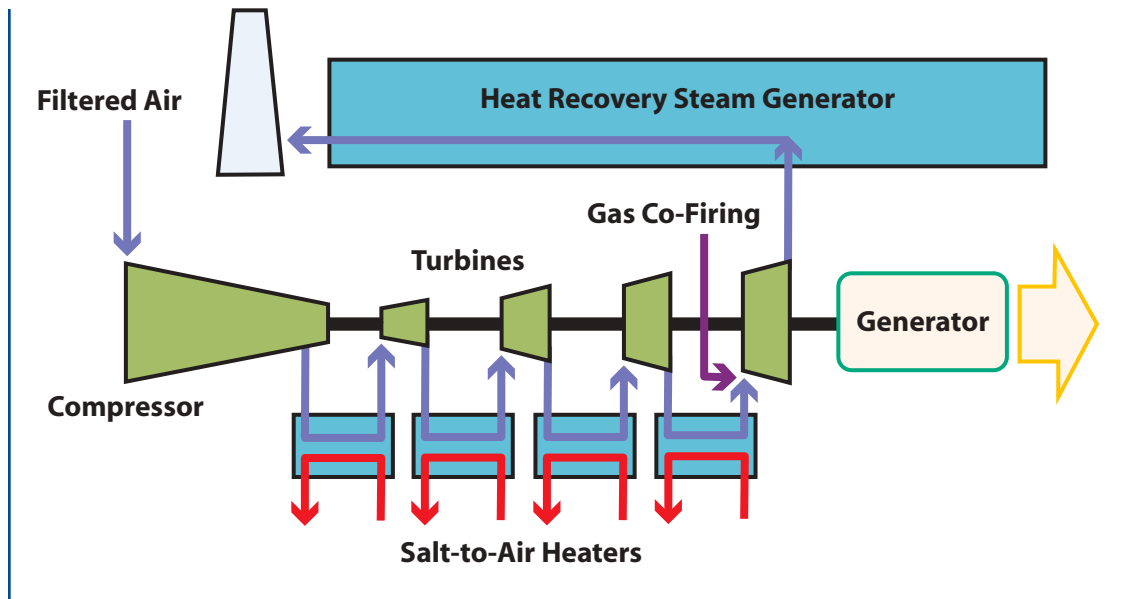 Filtered Air
Heat Recovery Steam Generator
Gas Co-Firing
Turbines
Generator
Compressor
Salt-to-Air Heaters